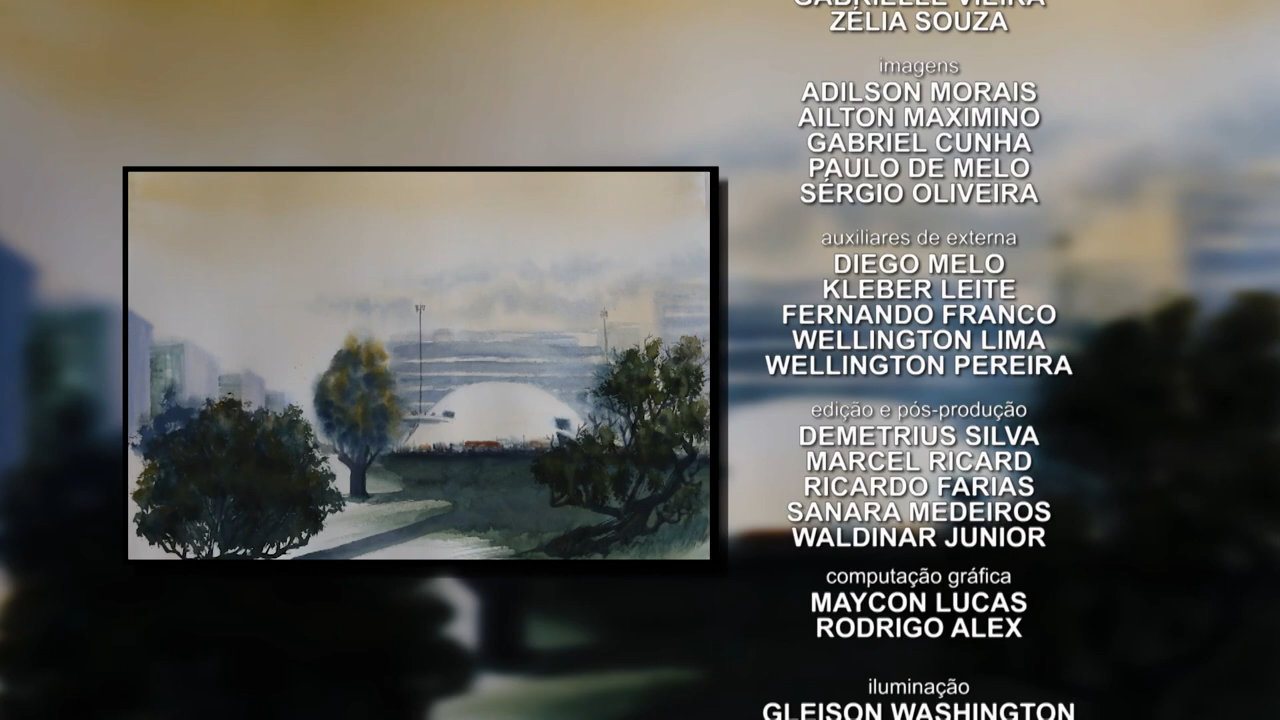 GABRIELLE VIEIRA
ZÉLIA SOUZA
imagens
ADILSON MORAIS
AILTON MAXIMINO
GABRIEL CUNHA
PAULO DE MELO
SÉRGIO OLIVEIRA
auxiliares de externa
DIEGO MELO
KLEBER LEITE
FERNANDO FRANCO
WELLINGTON LIMA
WELLINGTON PEREIRA
edição e pós-produção
DEMETRIUS SILVA
MARCEL RICARD
RICARDO FARIAS
SANARA MEDEIROS
WALDINAR JUNIOR
computação gráfica
MAYCON LUCAS
RODRIGO ALEX
iluminação
GLEISON WASHINGTON